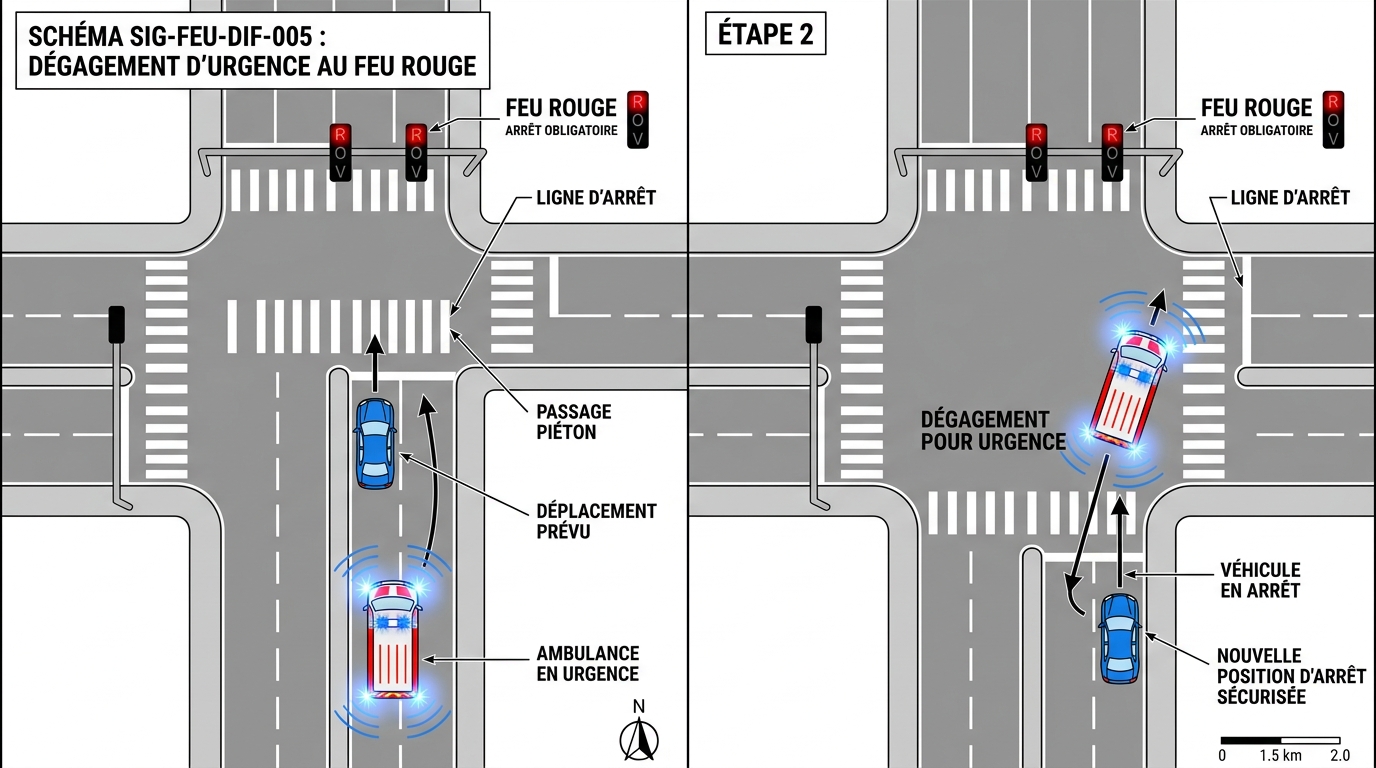 SCHÉMA SIG-FEU-DIF-005 :
DÉGAGEMENT D'URGENCE AU FEU ROUGE
FEU ROUGE
ARRÊT OBLIGATOIRE
R
O
V
R
O
V
R
O
V
LIGNE D'ARRÊT
PASSAGE
PIÉTON
DÉPLACEMENT
PRÉVU
AMBULANCE
EN URGENCE
N
ÉTAPE 2
FEU ROUGE
ARRÊT OBLIGATOIRE
R
O
V
R
O
V
R
O
V
LIGNE D'ARRÊT
DÉGAGEMENT
POUR URGENCE
VÉHICULE
EN ARRÉT
NOUVELLE
POSITION D'ARRÊT
SÉCURISÉE
0 1.5 km 2.0